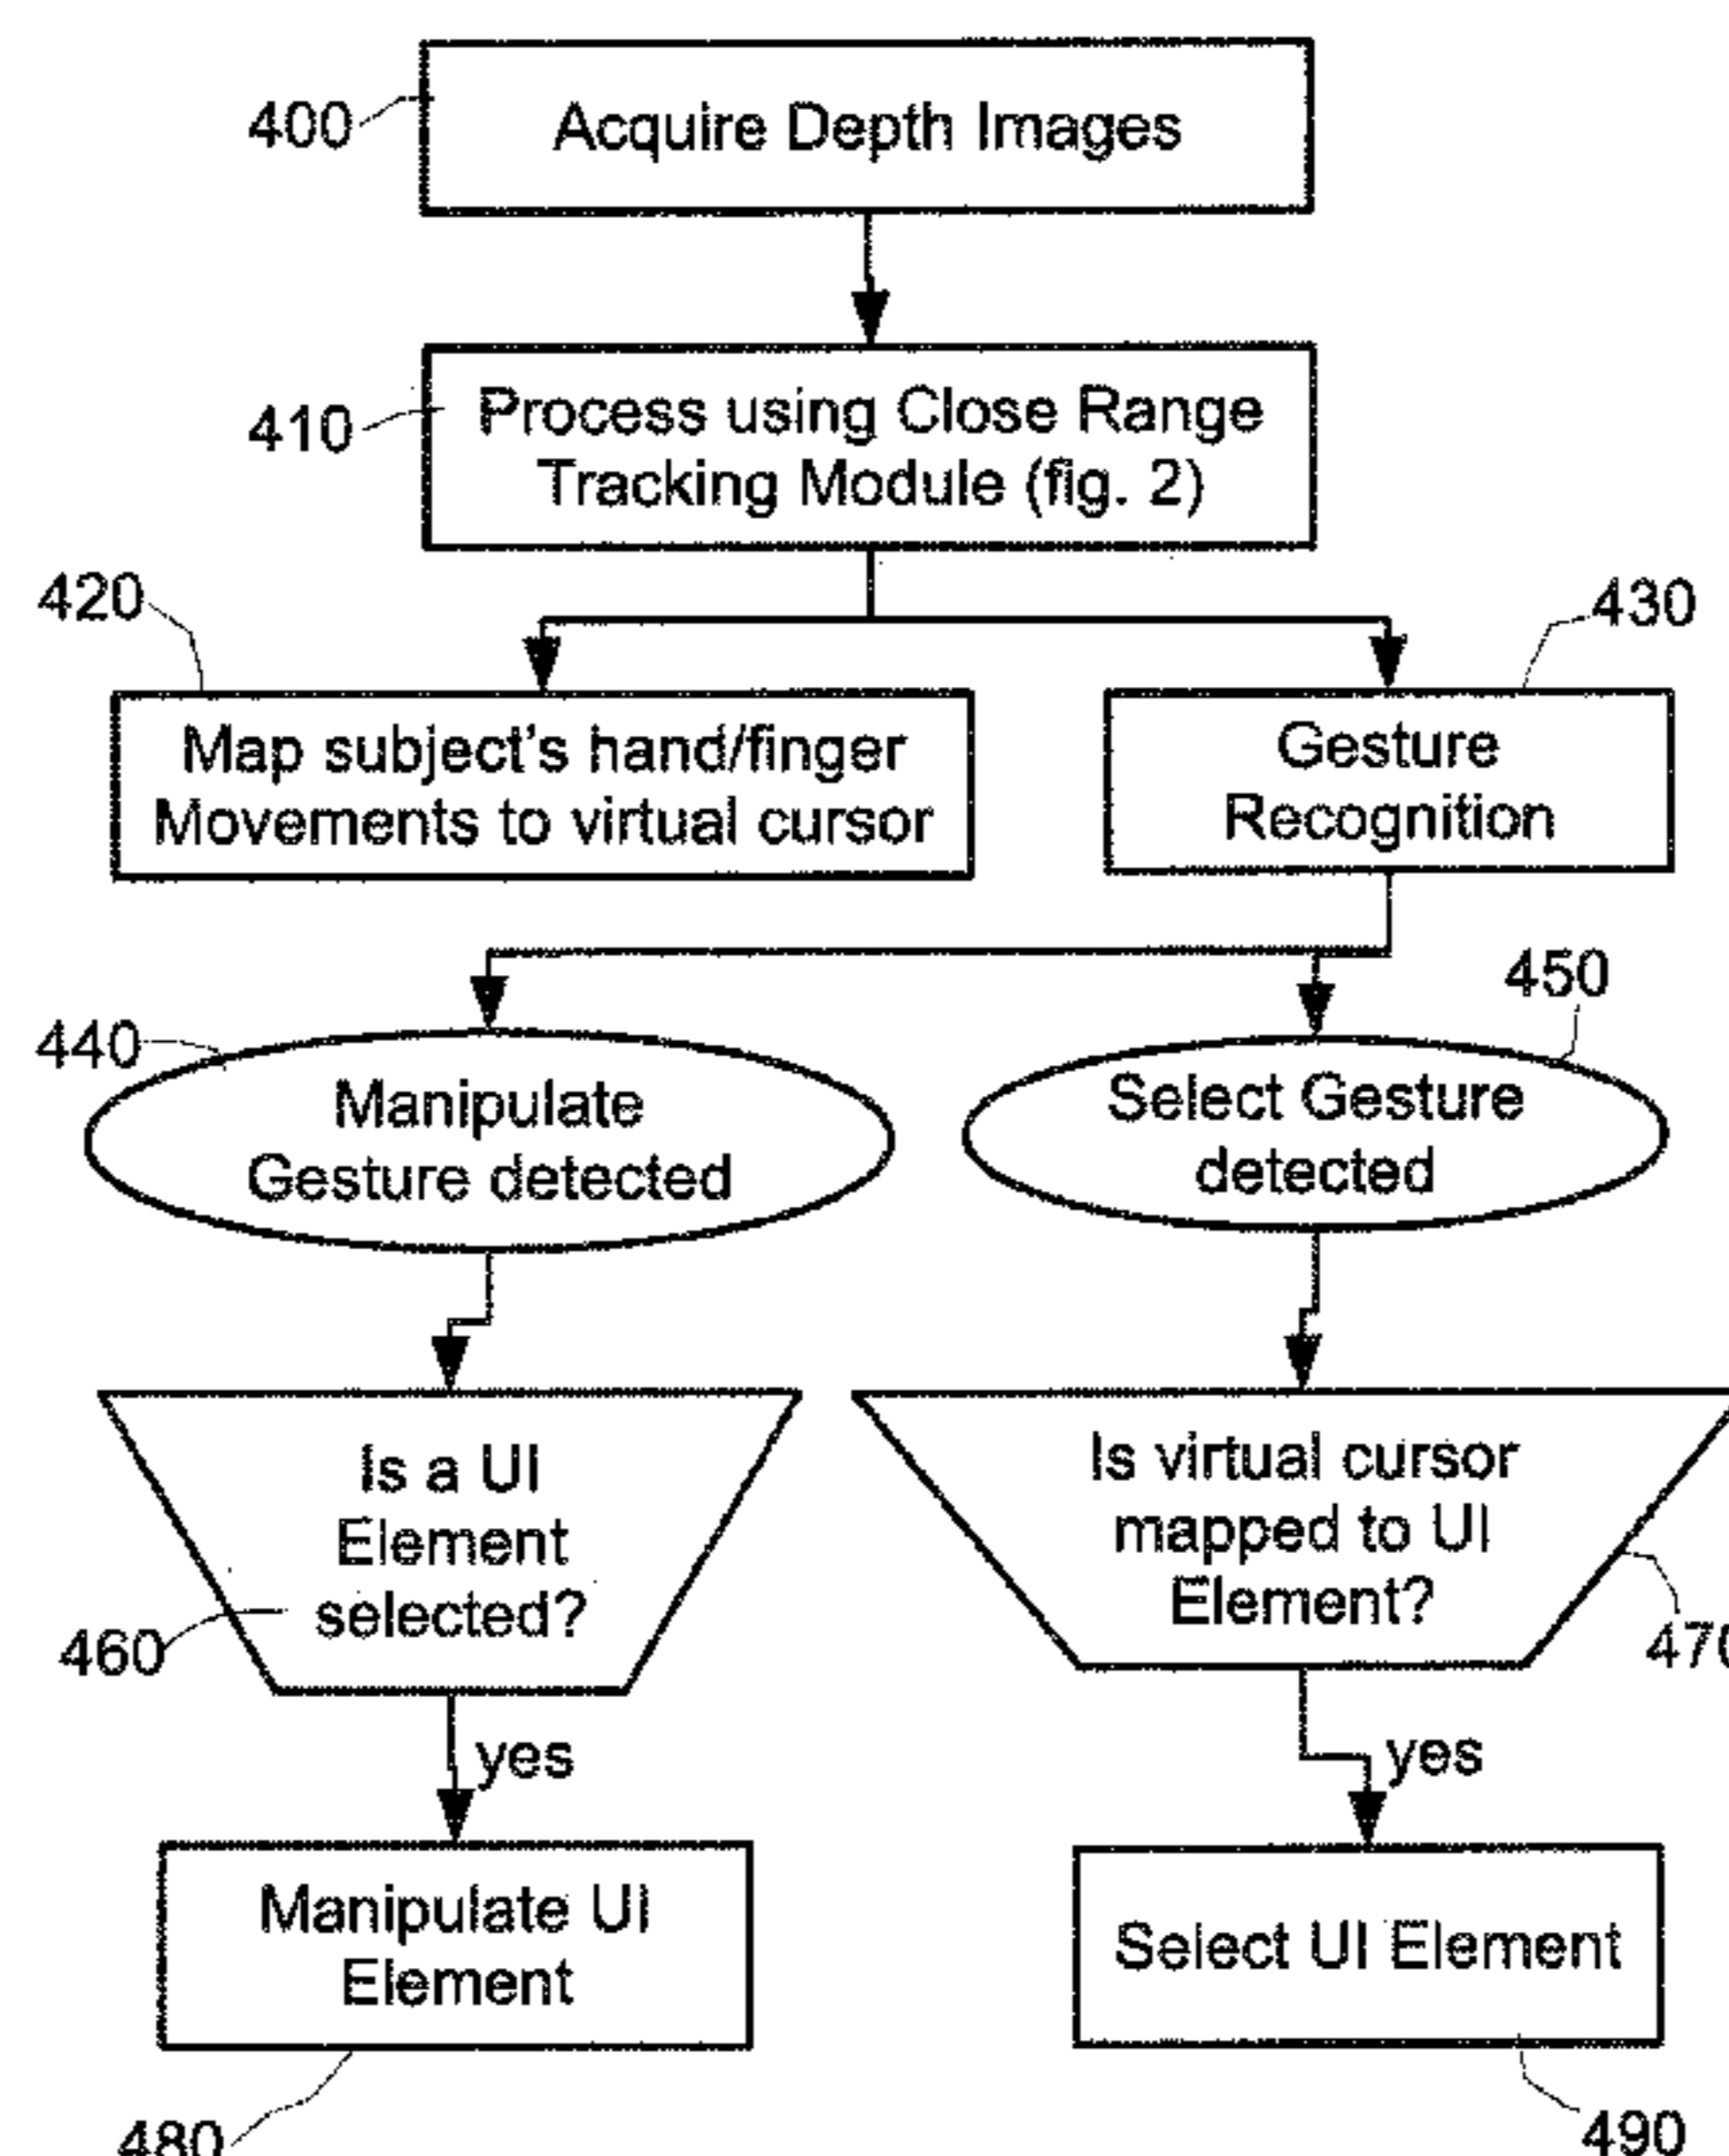 400
Acquire Depth Images
410
Process using Close Range
Tracking Module (fig. 2)
420
430
Map subject's hand/finger
Movements to virtual cursor
Gesture
Recognition
440
450
Manipulate
Gesture detected
Select Gesture
detected
Is a UI
Element
selected?
460
Is virtual cursor
mapped to UI
Element?
470
yes
yes
Manipulate UI
Element
Select UI Element
480
490